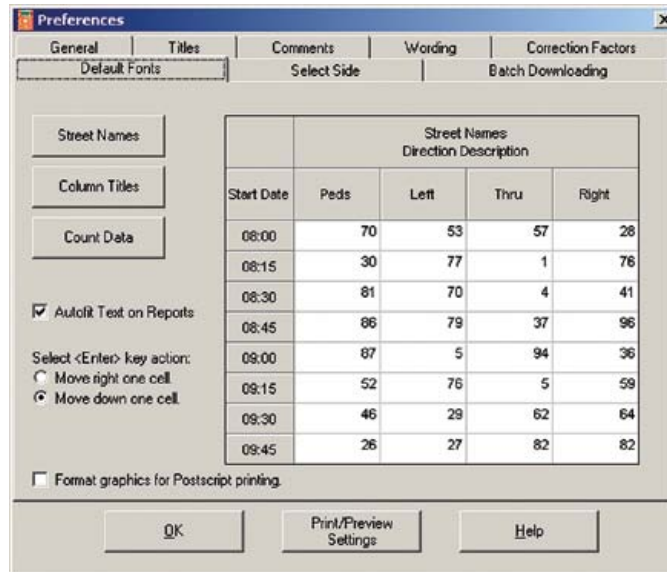 Preferences
General Titles Comments Wording Correction Factors
Default Fonts Select Side Batch Downloading
Street Names
Column Titles
Count Data
Autofit Text on Reports
Select <Enter> key action:
Move right one cell.
Move down one cell.
Street Names
Direction Description
Start Date Peds Left Thru Right
08:00 70 53 57 28
08:15 30 77 1 76
08:30 81 70 4 41
08:45 86 79 37 96
09:00 87 5 94 36
09:15 52 76 5 59
09:30 46 29 62 64
09:45 26 27 82 82
Format graphics for Postscript printing.
OK Print/Preview Settings Help